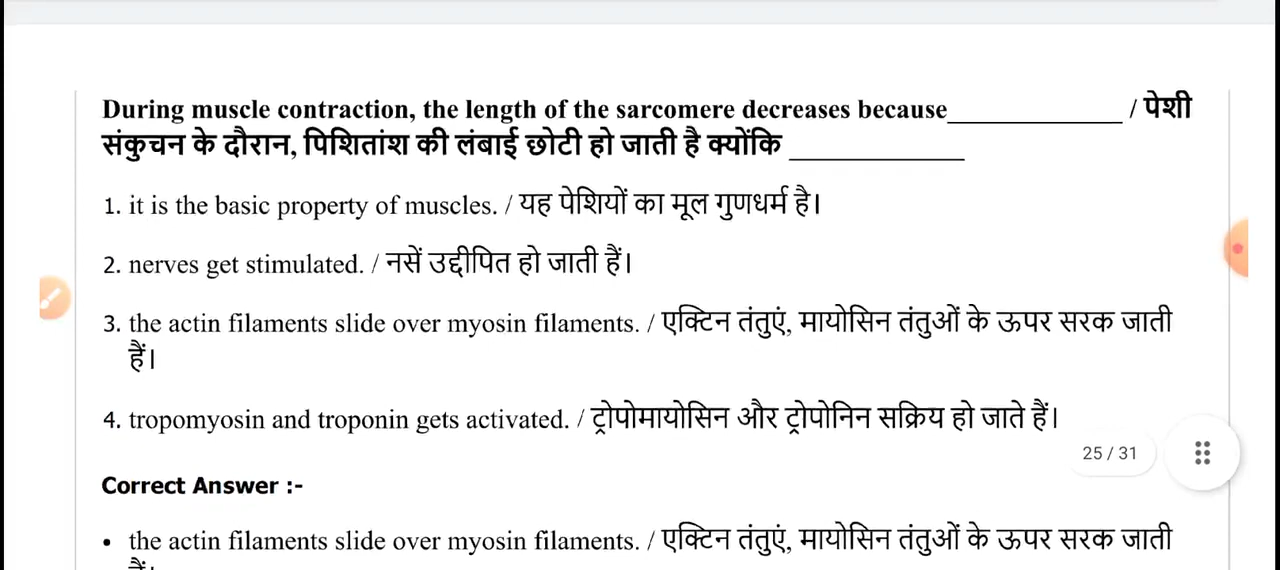 During muscle contraction, the length of the sarcomere decreases because____________ / पेशी
संकुचन के दौरान, पिशितांश की लंबाई छोटी हो जाती है क्योंकि ____________
1. it is the basic property of muscles. / यह पेशियों का मूल गुणधर्म है।
2. nerves get stimulated. / नसें उद्दीपित हो जाती हैं।
3. the actin filaments slide over myosin filaments. / एक्टिन तंतुएं, मायोसिन तंतुओं के ऊपर सरक जाती
हैं।
4. tropomyosin and troponin gets activated. / ट्रोपोमायोसिन और ट्रोपोनिन सक्रिय हो जाते हैं।
25 / 31
Correct Answer :-
• the actin filaments slide over myosin filaments. / एक्टिन तंतुएं, मायोसिन तंतुओं के ऊपर सरक जाती